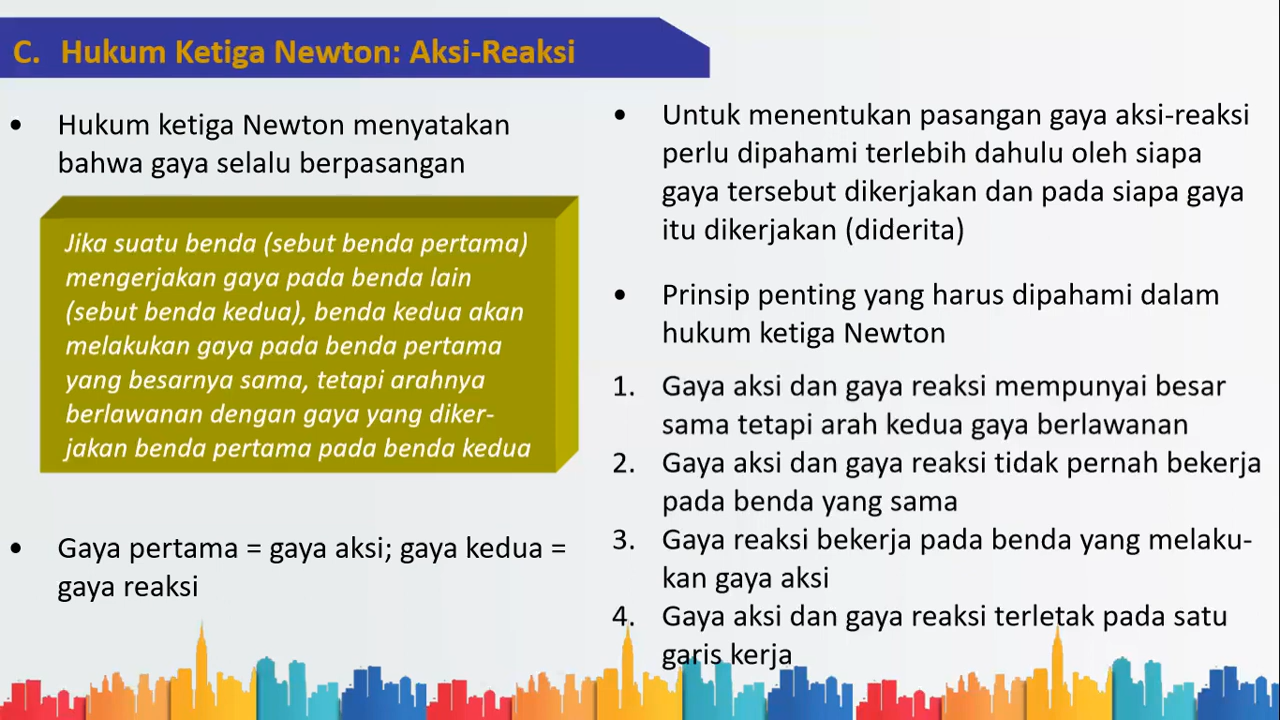 C. Hukum Ketiga Newton: Aksi-Reaksi
• Hukum ketiga Newton menyatakan
bahwa gaya selalu berpasangan
Jika suatu benda (sebut benda pertama)
mengerjakan gaya pada benda lain
(sebut benda kedua), benda kedua akan
melakukan gaya pada benda pertama
yang besarnya sama, tetapi arahnya
berlawanan dengan gaya yang diker-
jakan benda pertama pada benda kedua
• Gaya pertama = gaya aksi; gaya kedua =
gaya reaksi
• Untuk menentukan pasangan gaya aksi-reaksi
perlu dipahami terlebih dahulu oleh siapa
gaya tersebut dikerjakan dan pada siapa gaya
itu dikerjakan (diderita)
• Prinsip penting yang harus dipahami dalam
hukum ketiga Newton
1. Gaya aksi dan gaya reaksi mempunyai besar
sama tetapi arah kedua gaya berlawanan
2. Gaya aksi dan gaya reaksi tidak pernah bekerja
pada benda yang sama
3. Gaya reaksi bekerja pada benda yang melaku-
kan gaya aksi
4. Gaya aksi dan gaya reaksi terletak pada satu
garis kerja